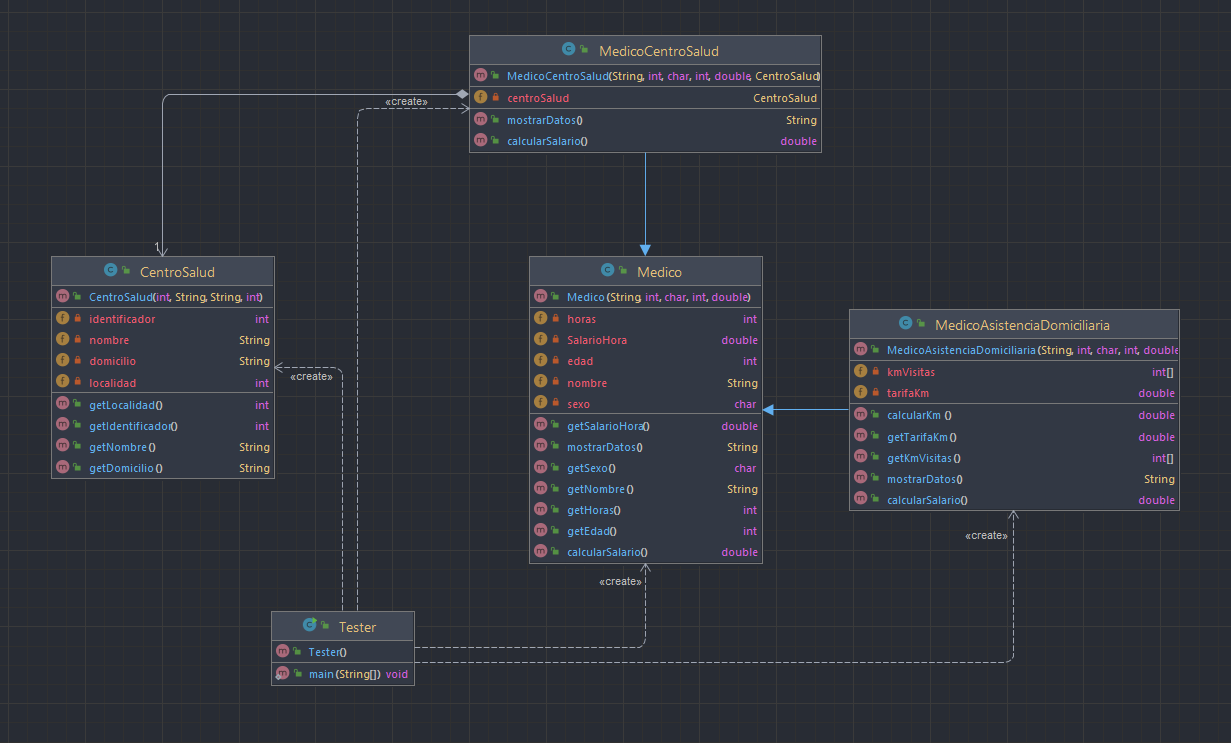 MedicoCentroSalud
MedicoCentroSalud(String, int, char, int, double, CentroSalud)
centroSalud CentroSalud
mostrarDatos() String
calcularSalario() double
«create»
1
CentroSalud
CentroSalud(int, String, String, int)
identificador int
nombre String
domicilio String
localidad int
getLocalidad() int
getIdentificador() int
getNombre() String
getDomicilio() String
«create»
Medico
Medico(String, int, char, int, double)
horas int
SalarioHora double
edad int
nombre String
sexo char
getSalarioHora() double
mostrarDatos() String
getSexo() char
getNombre() String
getHoras() int
getEdad() int
calcularSalario() double
«create»
MedicoAsistenciaDomiciliaria
MedicoAsistenciaDomiciliaria(String, int, char, int, double
kmVisitas int[]
tarifaKm double
calcularKm() double
getTarifaKm() double
getKmVisitas() int[]
mostrarDatos() String
calcularSalario() double
«create»
Tester
Tester()
main(String[]) void